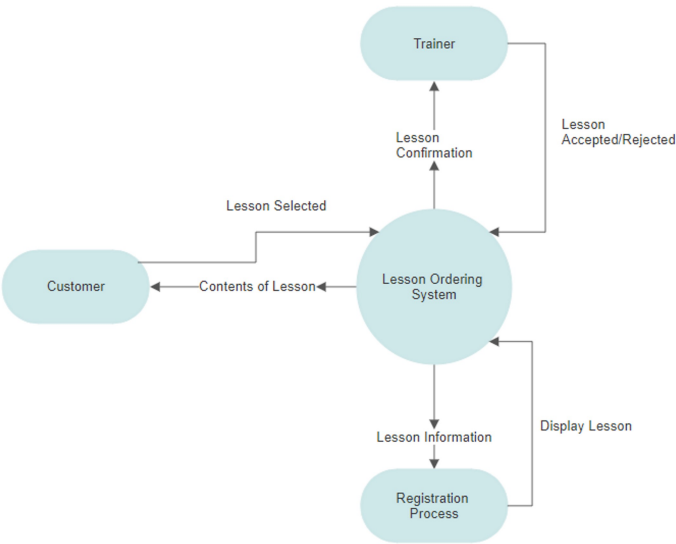 Trainer
Lesson
Accepted/Rejected
Lesson
Confirmation
Lesson Selected
Customer
Contents of Lesson
Lesson Ordering
System
Display Lesson
Lesson Information
Registration
Process